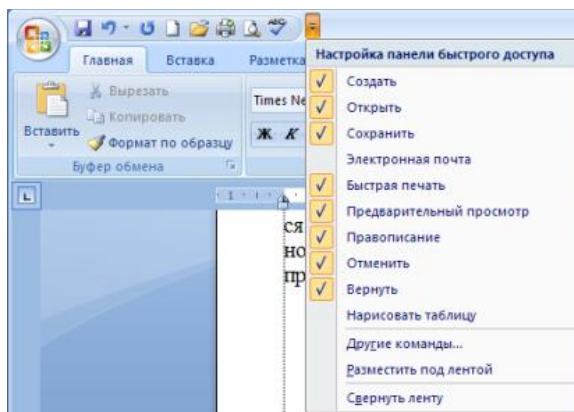 Главная Вставка Разметка
Вставить
Вырезать
Копировать
Формат по образцу
Буфер обмена
Times Ne
Ж К
L
1
ся
но
пр
Настройка панели быстрого доступа
Создать
Открыть
Сохранить
Электронная почта
Быстрая печать
Предварительный просмотр
Правописание
Отменить
Вернуть
Нарисовать таблицу
Другие команды...
Разместить под лентой
Свернуть ленту